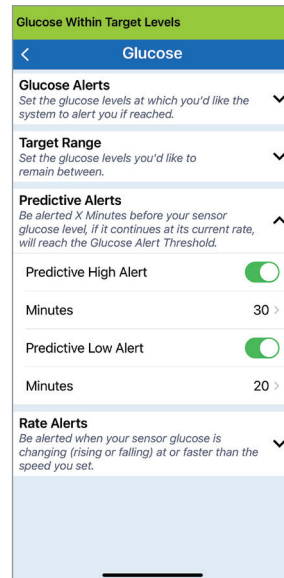 Glucose Within Target Levels
Glucose
Glucose Alerts
Set the glucose levels at which you'd like the
system to alert you if reached.
Target Range
Set the glucose levels you'd like to
remain between.
Predictive Alerts
Be alerted X Minutes before your sensor
glucose level, if it continues at its current rate,
will reach the Glucose Alert Threshold.
Predictive High Alert
Minutes 30
Predictive Low Alert
Minutes 20
Rate Alerts
Be alerted when your sensor glucose is
changing (rising or falling) at or faster than the
speed you set.